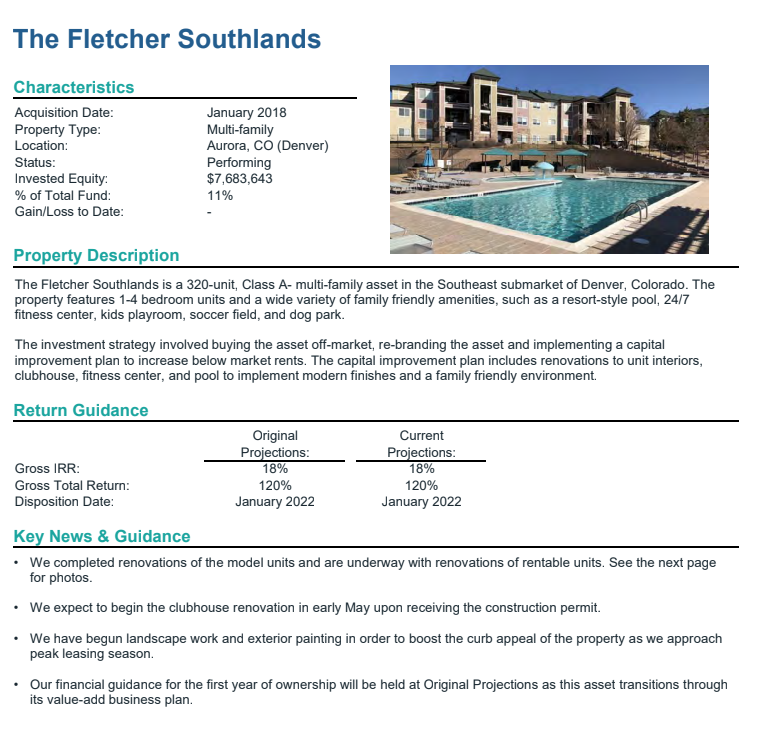 The Fletcher Southlands
Characteristics
Acquisition Date: January 2018
Property Type: Multi-family
Location: Aurora, CO (Denver)
Status: Performing
Invested Equity: $7,683,643
% of Total Fund: 11%
Gain/Loss to Date: -
Property Description
The Fletcher Southlands is a 320-unit, Class A- multi-family asset in the Southeast submarket of Denver, Colorado. The
property features 1-4 bedroom units and a wide variety of family friendly amenities, such as a resort-style pool, 24/7
fitness center, kids playroom, soccer field, and dog park.
The investment strategy involved buying the asset off-market, re-branding the asset and implementing a capital
improvement plan to increase below market rents. The capital improvement plan includes renovations to unit interiors,
clubhouse, fitness center, and pool to implement modern finishes and a family friendly environment.
Return Guidance
Original Current
Projections: Projections:
Gross IRR: 18% 18%
Gross Total Return: 120% 120%
Disposition Date: January 2022 January 2022
Key News & Guidance
• We completed renovations of the model units and are underway with renovations of rentable units. See the next page
for photos.
• We expect to begin the clubhouse renovation in early May upon receiving the construction permit.
• We have begun landscape work and exterior painting in order to boost the curb appeal of the property as we approach
peak leasing season.
• Our financial guidance for the first year of ownership will be held at Original Projections as this asset transitions through
its value-add business plan.